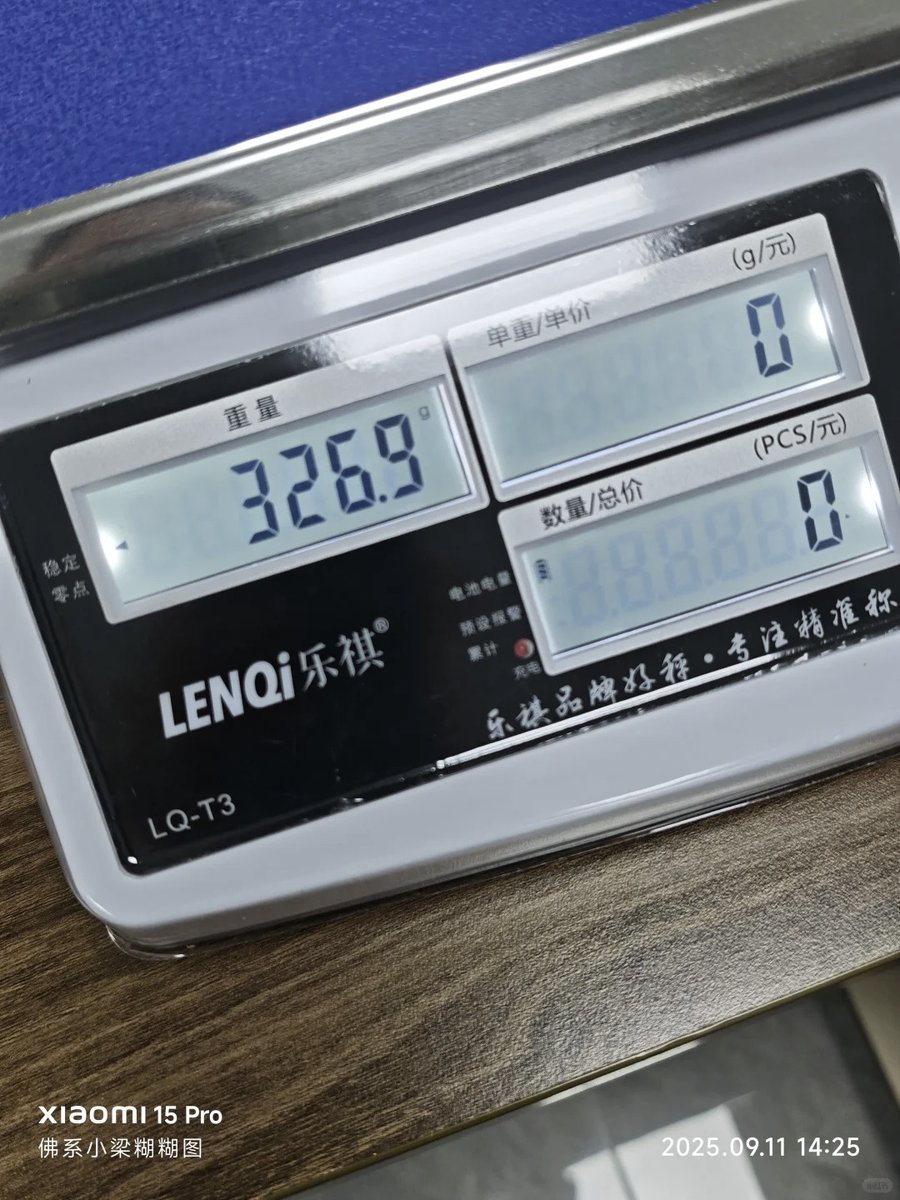 (g/元)
单重/单价
0
重量
326.9 g
(PCS/元)
数量/总价
0.
稳定
零点
电池电量
预设报警
累计
充电
LENQi乐祺®
乐祺品牌好秤·专注精准称
LQ-T3
xiaomi 15 Pro
佛系小梁糊糊图
2025.09.11 14:25